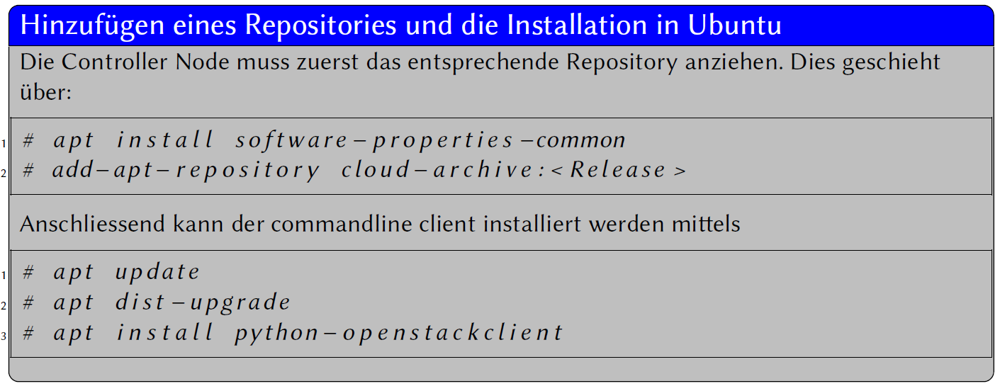 Hinzufügen eines Repositories und die Installation in Ubuntu
Die Controller Node muss zuerst das entsprechende Repository anziehen. Dies geschieht
über:
1 # apt install software-properties-common
2 # add-apt-repository cloud-archive:<Release>
Anschliessend kann der commandline client installiert werden mittels
1 # apt update
2 # apt dist-upgrade
3 # apt install python-openstackclient